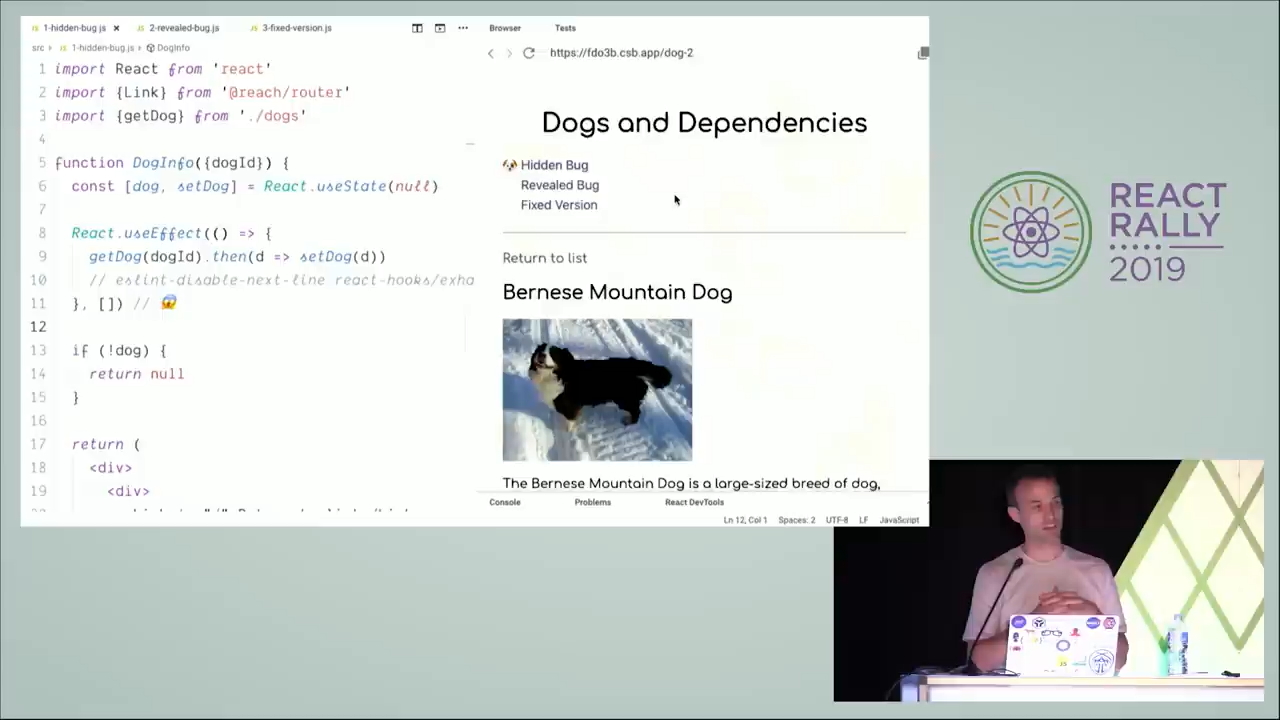 1-hidden-bug.js
2-revealed-bug.js
3-fixed-version.js
src › 1-hidden-bug.js › DogInfo
1 import React from 'react'
2 import {Link} from '@reach/router'
3 import {getDog} from './dogs'
4
5 function DogInfo({dogId}) {
6 const [dog, setDog] = React.useState(null)
7
8 React.useEffect(() => {
9 getDog(dogId).then(d => setDog(d))
10 // eslint-disable-next-line react-hooks/exha
11 }, []) // 😱
12
13 if (!dog) {
14 return null
15 }
16
17 return (
18 <div>
19 <div>
Browser Tests
https://fdo3b.csb.app/dog-2
Dogs and Dependencies
🐶 Hidden Bug
Revealed Bug
Fixed Version
Return to list
Bernese Mountain Dog
The Bernese Mountain Dog is a large-sized breed of dog,
Console Problems React DevTools
Ln 12, Col 1 Spaces: 2 UTF-8 LF JavaScript
REACT
RALLY
2019